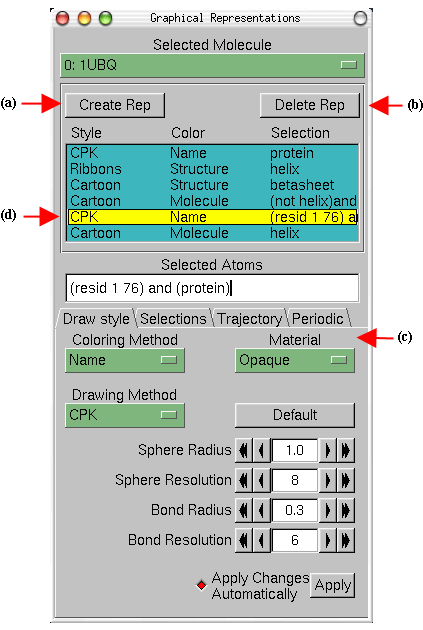 Graphical Representations
Selected Molecule
0: 1UBQ
(a) Create Rep Delete Rep (b)
Style Color Selection
CPK Name protein
Ribbons Structure helix
Cartoon Structure betasheet
Cartoon Molecule (not helix)and
(d) CPK Name (resid 1 76) a
Cartoon Molecule helix
Selected Atoms
(resid 1 76) and (protein)
Draw style Selections Trajectory Periodic
(c)
Coloring Method Material
Name Opaque
Drawing Method
CPK Default
Sphere Radius 1.0
Sphere Resolution 8
Bond Radius 0.3
Bond Resolution 6
Apply Changes
Automatically Apply